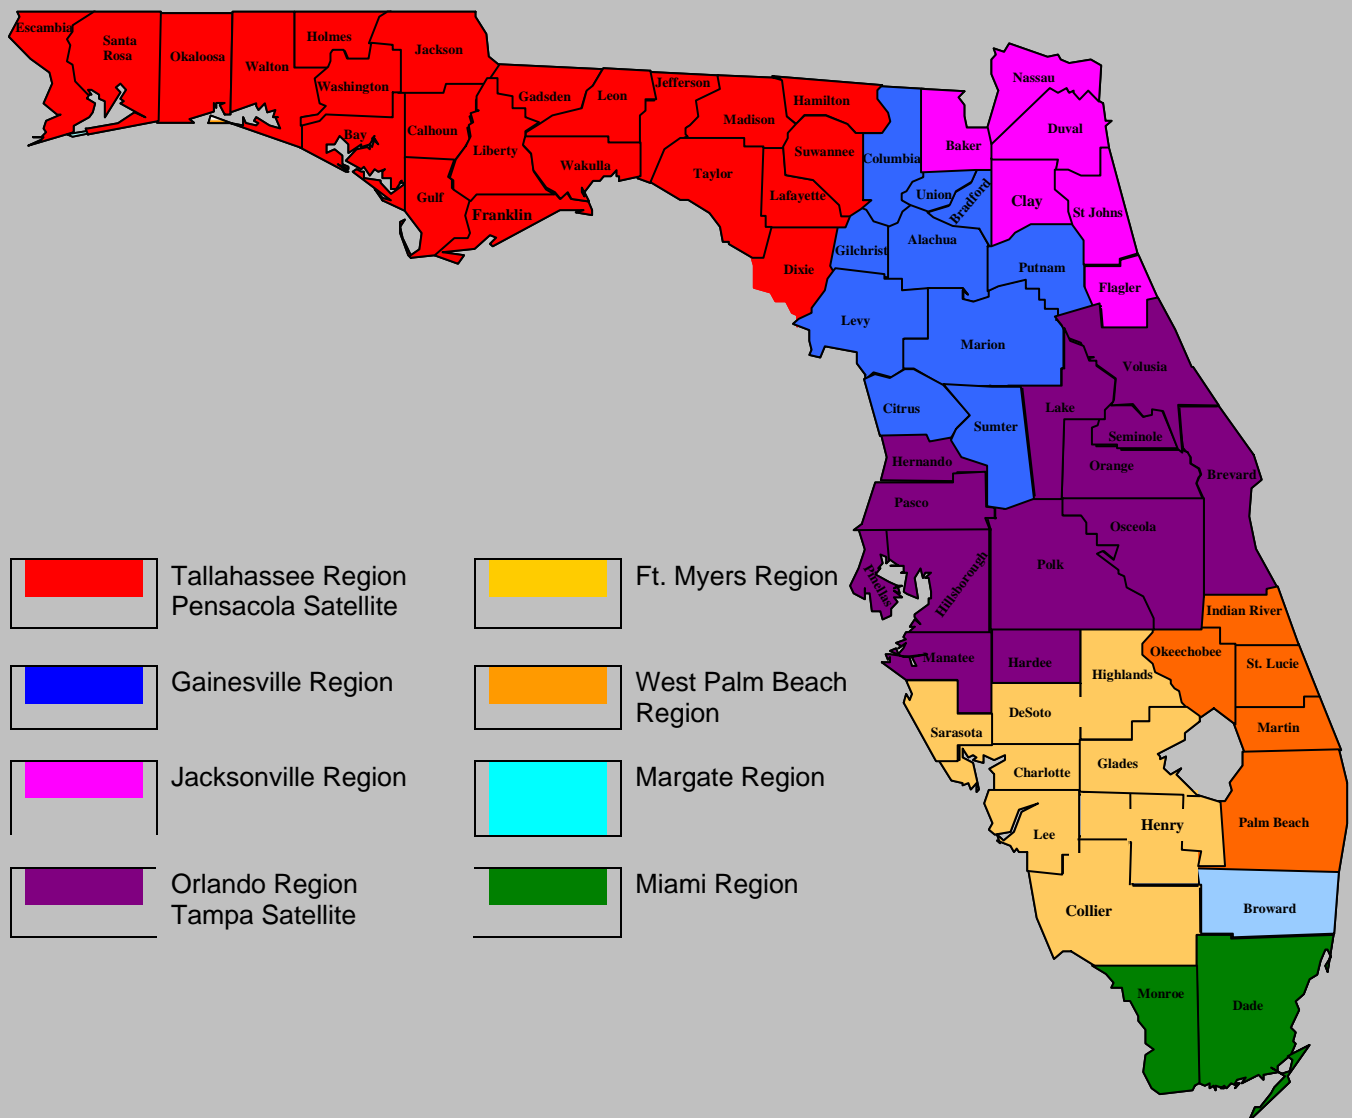 Escambia
Santa
Rosa
Okaloosa
Walton
Holmes
Washington
Jackson
Bay
Calhoun
Gulf
Liberty
Gadsden
Leon
Wakulla
Franklin
Jefferson
Madison
Taylor
Hamilton
Suwannee
Lafayette
Dixie
Columbia
Baker
Nassau
Duval
Union
Bradford
Clay
St Johns
Gilchrist
Alachua
Putnam
Flagler
Levy
Marion
Volusia
Citrus
Sumter
Lake
Seminole
Orange
Brevard
Hernando
Pasco
Osceola
Pinellas
Hillsborough
Polk
Indian River
Manatee
Hardee
Highlands
Okeechobee
St. Lucie
Sarasota
DeSoto
Martin
Charlotte
Glades
Lee
Henry
Palm Beach
Collier
Broward
Monroe
Dade
Tallahassee Region
Pensacola Satellite
Gainesville Region
Jacksonville Region
Orlando Region
Tampa Satellite
Ft. Myers Region
West Palm Beach
Region
Margate Region
Miami Region